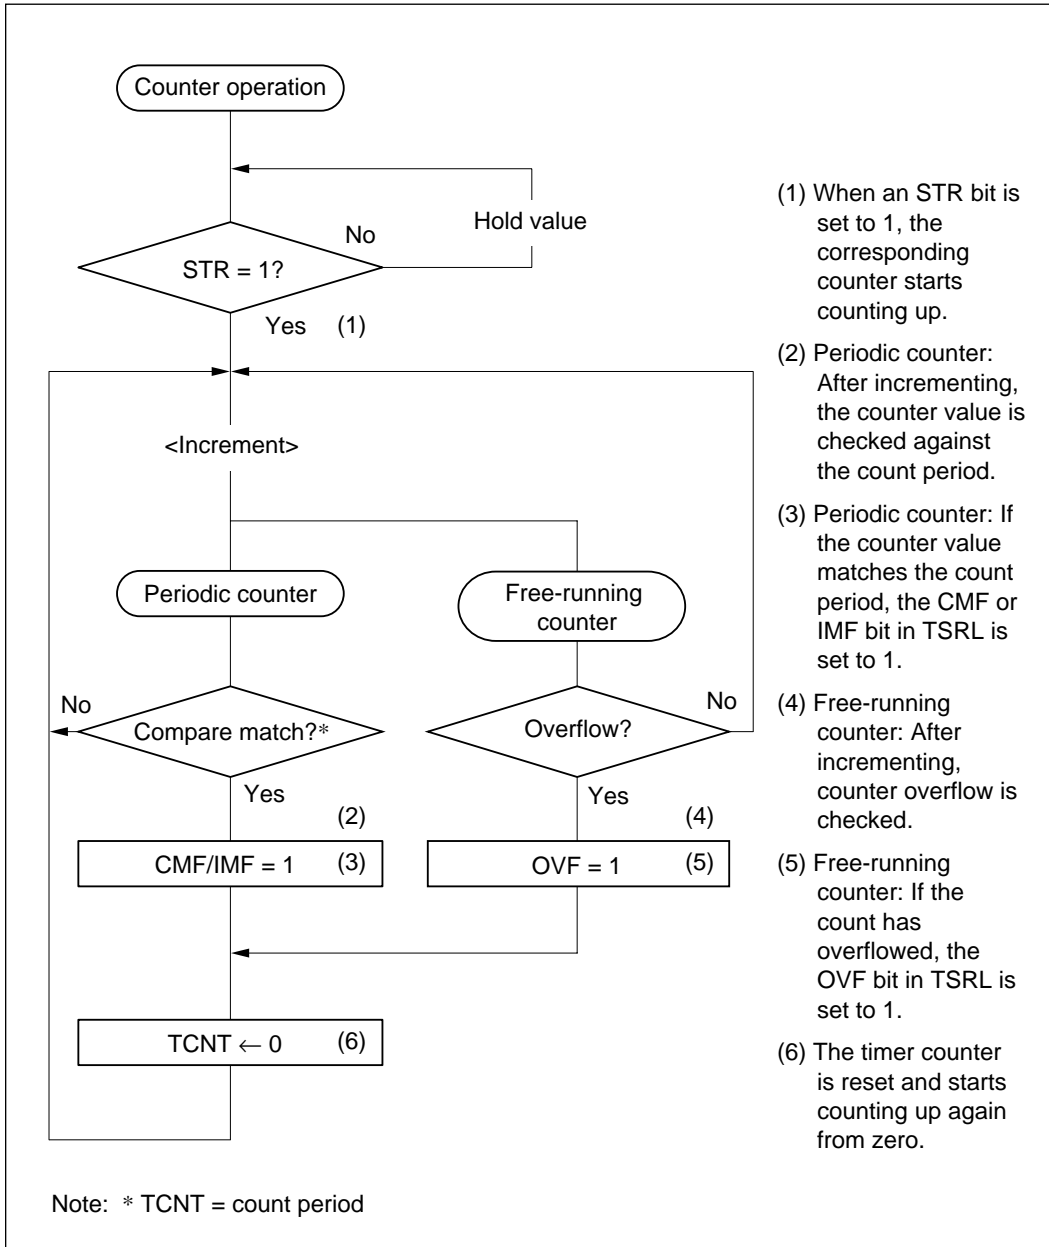 Counter operation
Hold value
No
STR = 1?
Yes (1)
<Increment>
Periodic counter
Free-running
counter
No
Compare match?*
Yes
(2)
CMF/IMF = 1 (3)
No
Overflow?
Yes
(4)
OVF = 1 (5)
TCNT ← 0 (6)
(1) When an STR bit is
set to 1, the
corresponding
counter starts
counting up.
(2) Periodic counter:
After incrementing,
the counter value is
checked against
the count period.
(3) Periodic counter: If
the counter value
matches the count
period, the CMF or
IMF bit in TSRL is
set to 1.
(4) Free-running
counter: After
incrementing,
counter overflow is
checked.
(5) Free-running
counter: If the
count has
overflowed, the
OVF bit in TSRL is
set to 1.
(6) The timer counter
is reset and starts
counting up again
from zero.
Note: * TCNT = count period